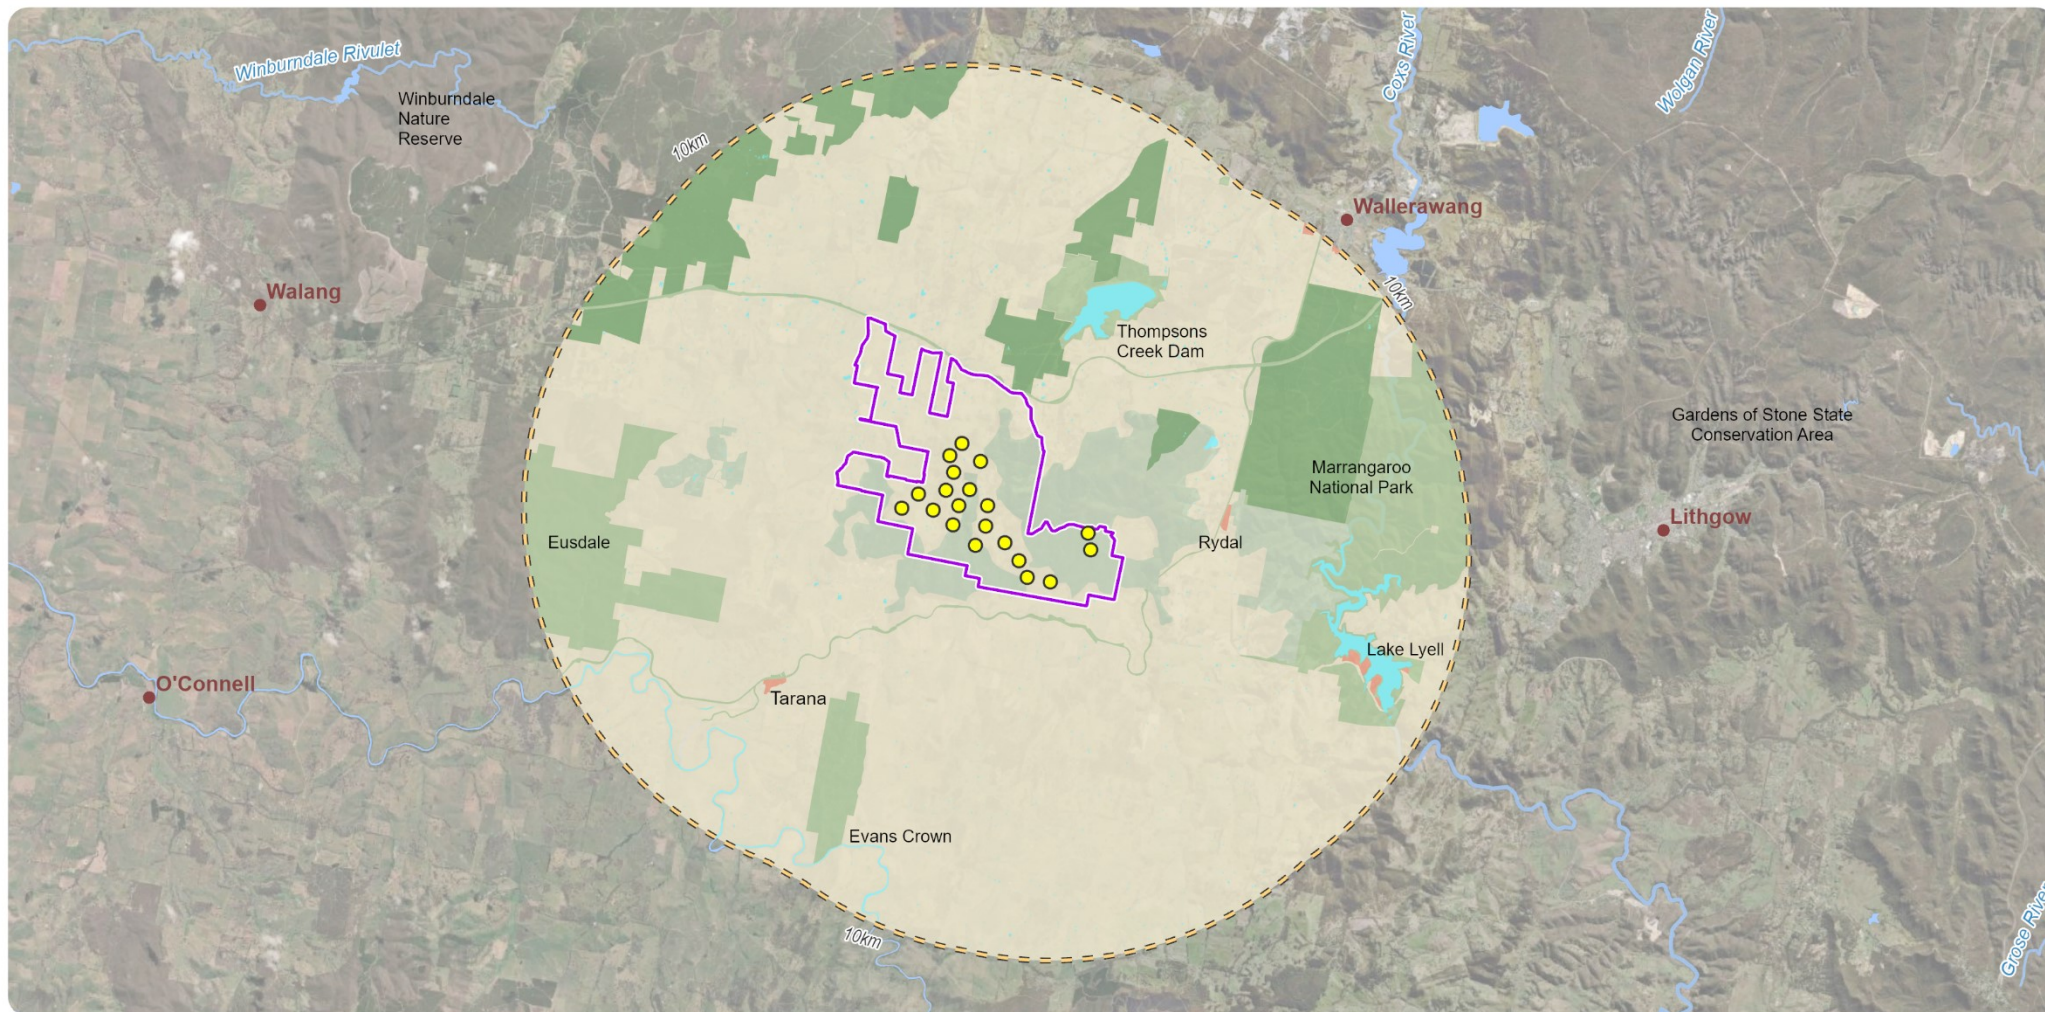 Winburndale Rivulet
Winburndale
Nature
Reserve
Coxs River
Wolgan River
10km
Wallerawang
Walang
10km
Thompsons
Creek Dam
Gardens of Stone State
Conservation Area
Marrangaroo
National Park
Lithgow
Eusdale
Rydal
Lake Lyell
O'Connell
Tarana
Evans Crown
10km
Grose River